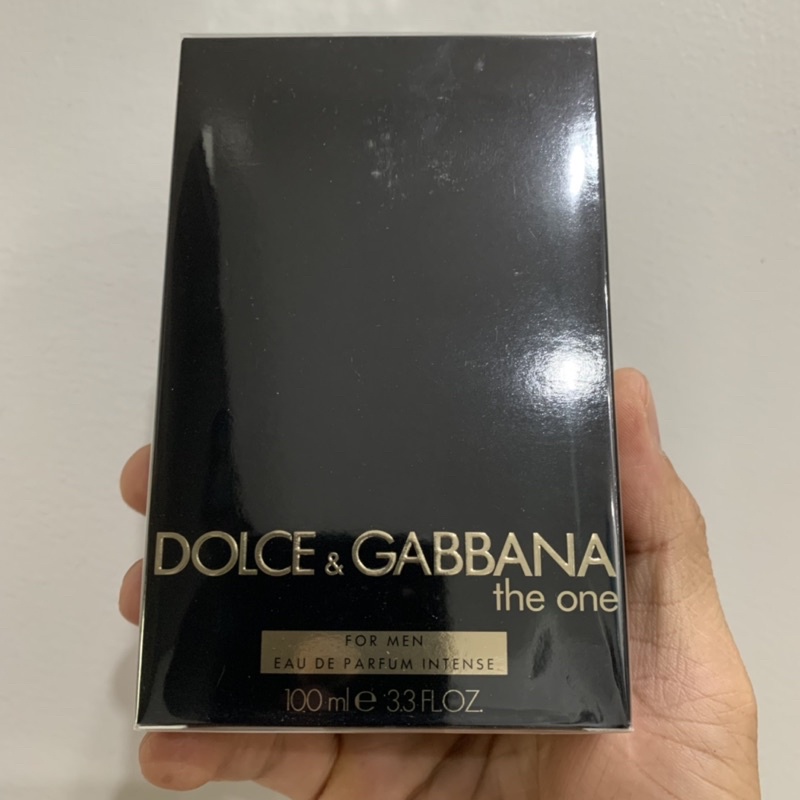 DOLCE & GABBANA
the one
FOR MEN
EAU DE PARFUM INTENSE
100 ml e 3.3 FL.OZ.